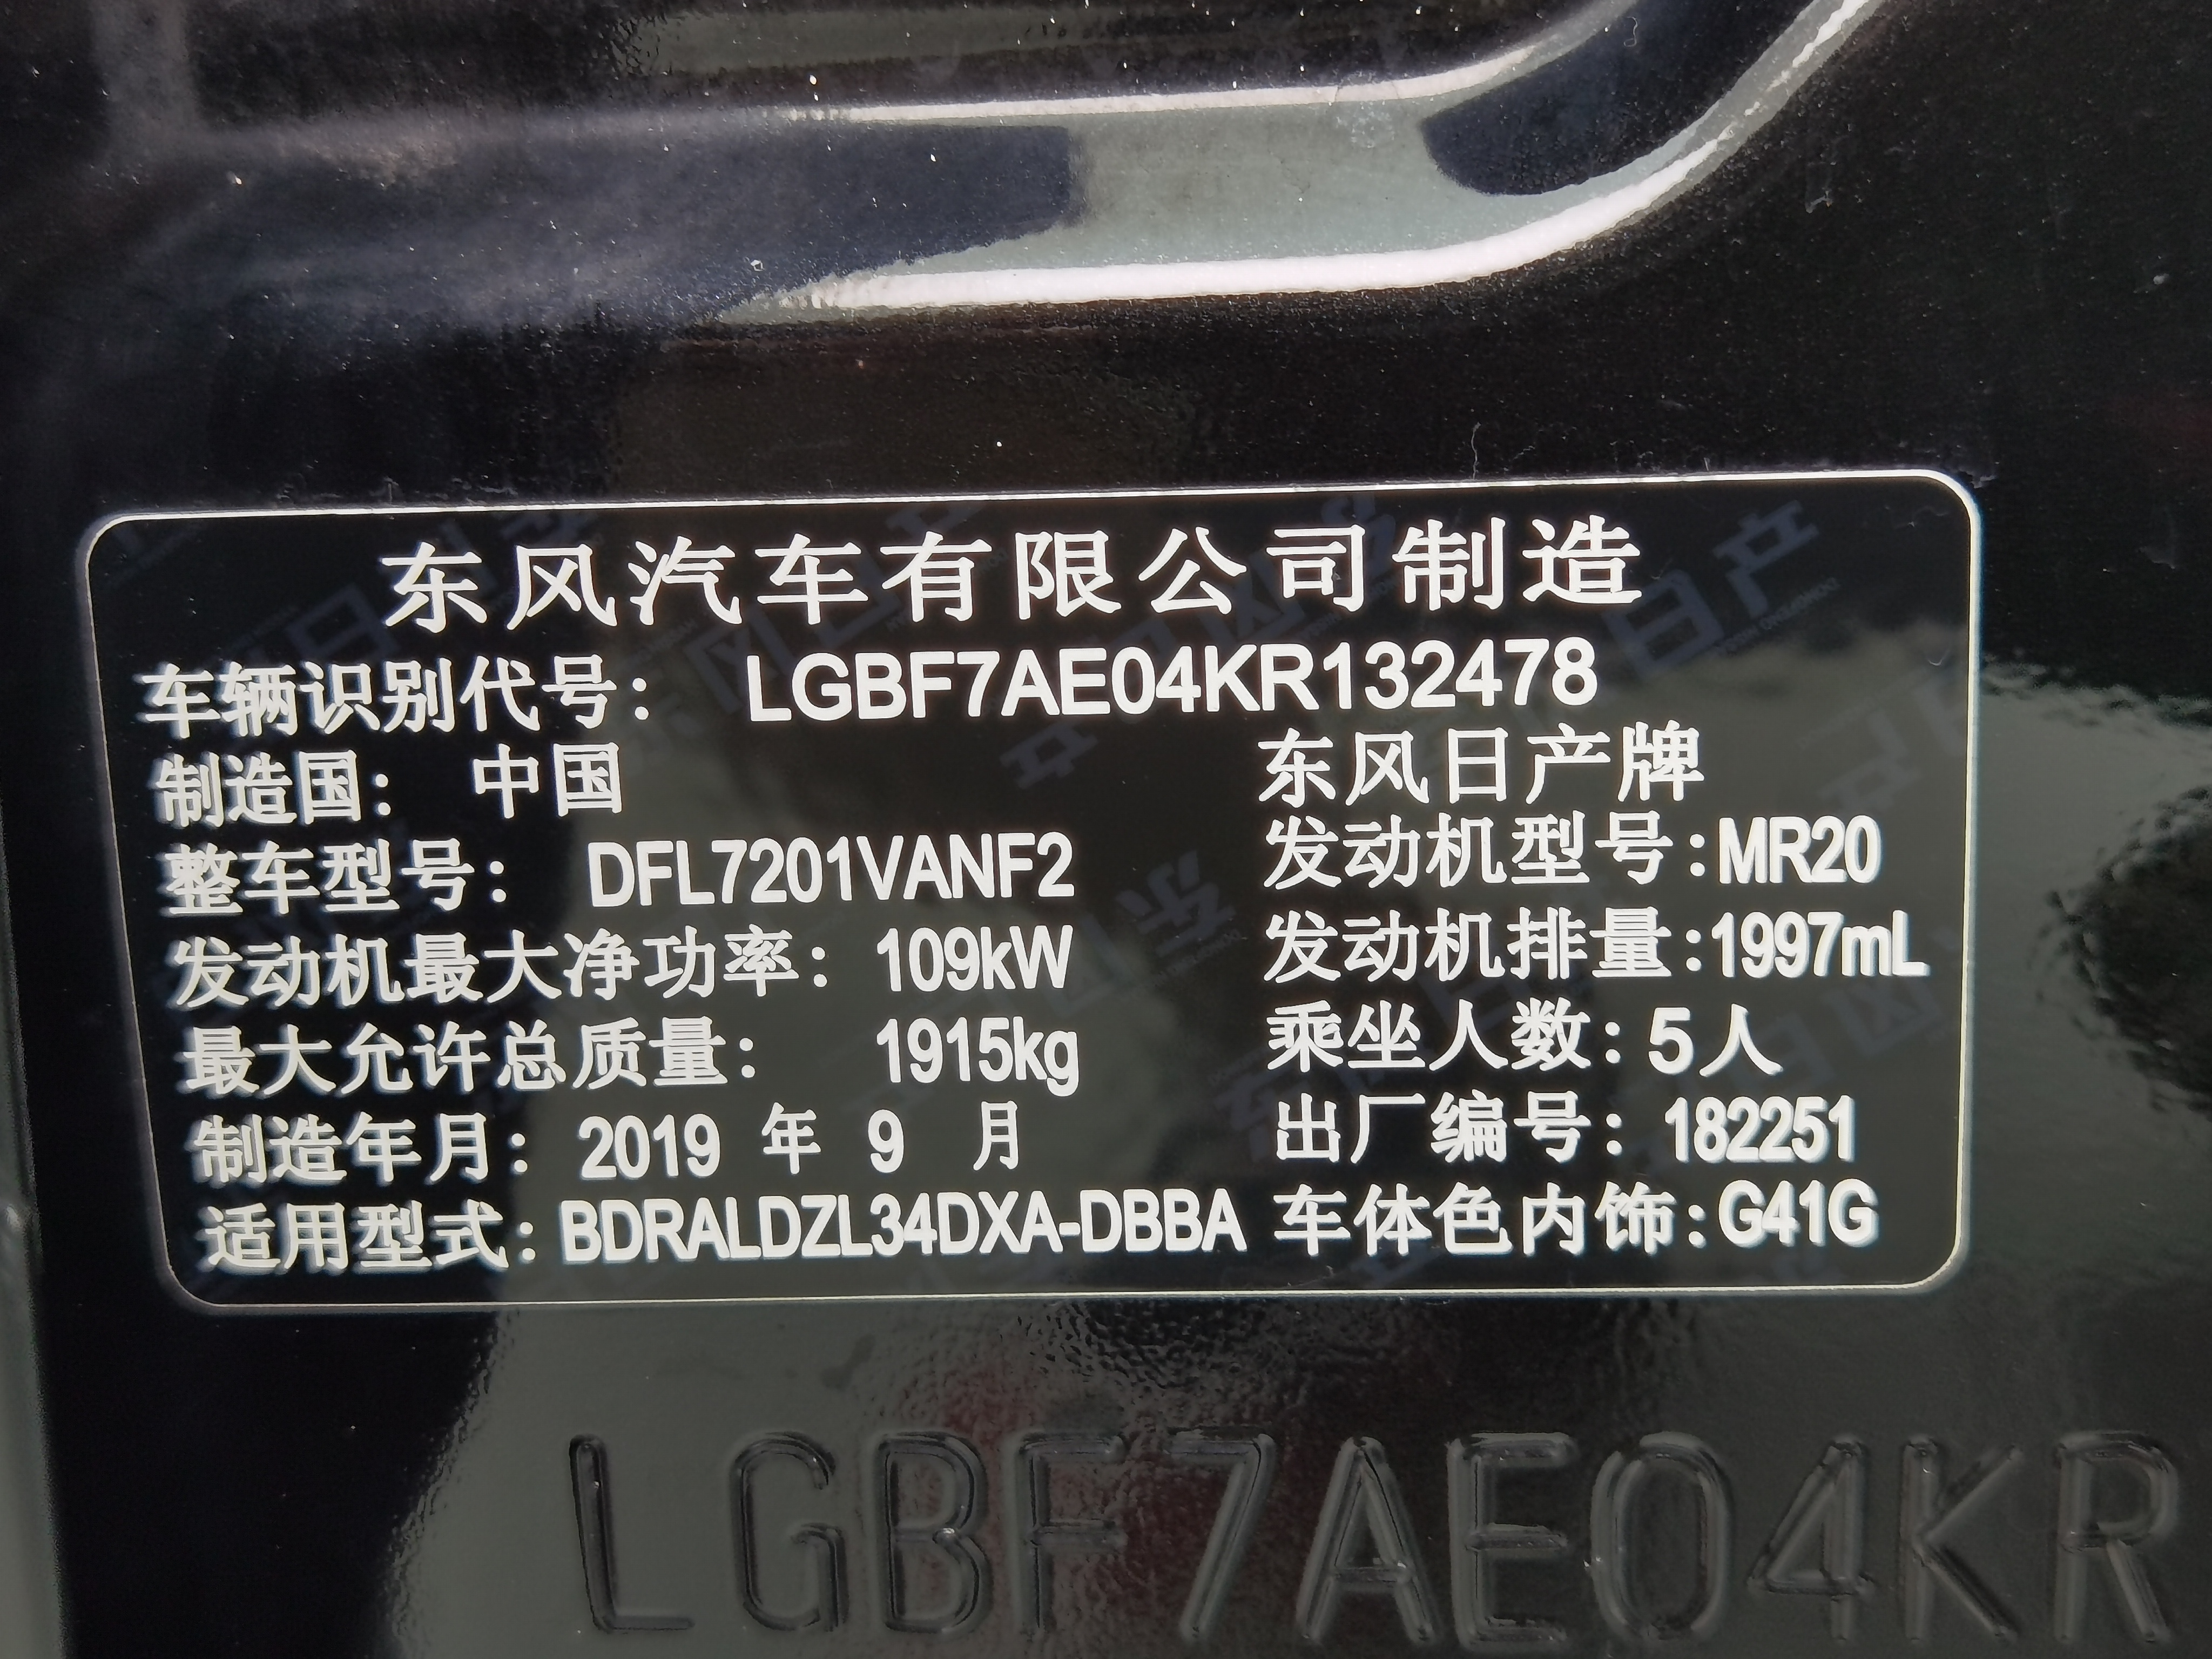 东风汽车有限公司制造
车辆识别代号： LGBF7AE04KR132478
制造国： 中国 东风日产牌
整车型号： DFL7201VANF2 发动机型号:MR20
发动机最大净功率： 109kW 发动机排量:1997mL
最大允许总质量： 1915kg 乘坐人数：5人
制造年月： 2019 年 9 月 出厂编号：182251
适用型式：BDRALDZL34DXA-DBBA 车体色内饰:G41G
LGBF7AE04KR